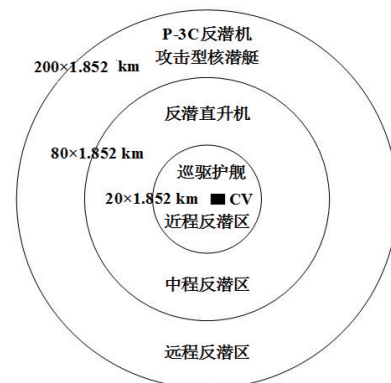 P-3C反潜机
攻击型核潜艇
200×1.852 km
反潜直升机
80×1.852 km
巡驱护舰
20×1.852 km
CV
近程反潜区
中程反潜区
远程反潜区